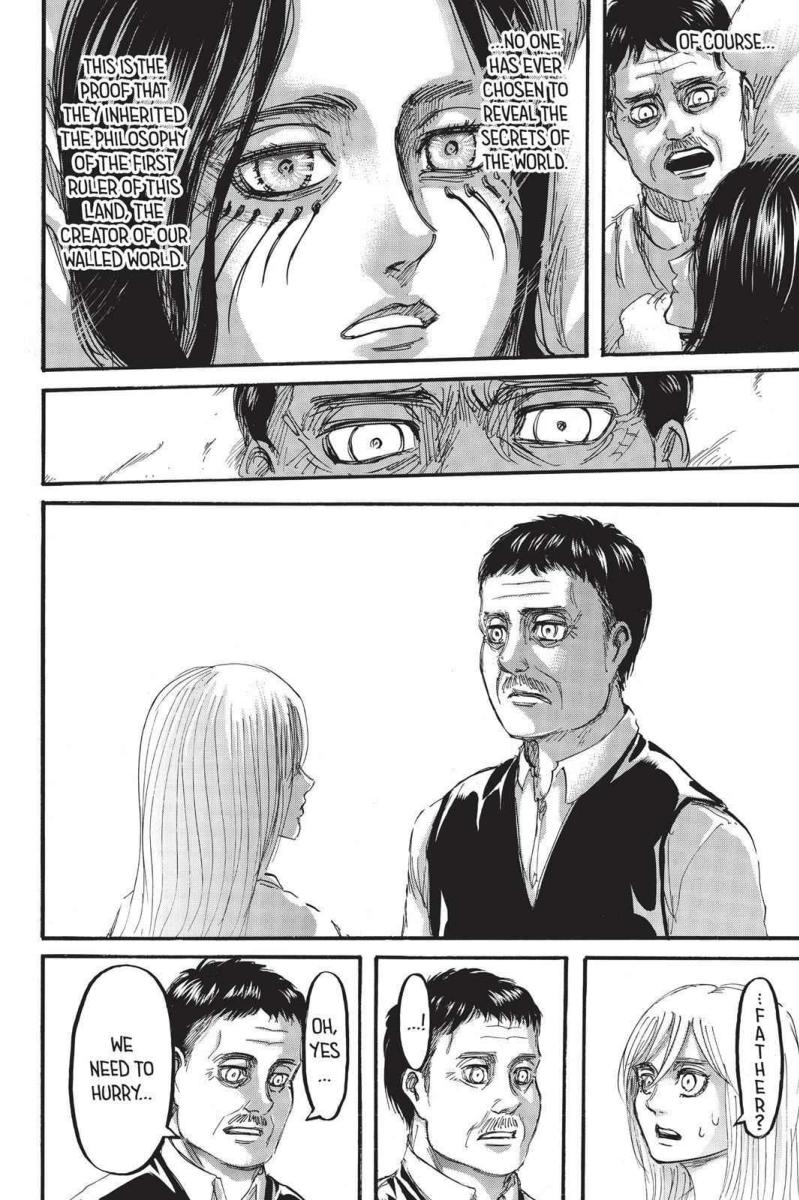 OF COURSE...
...NO ONE
HAS EVER
CHOSEN TO
REVEAL THE
SECRETS OF
THE WORLD.
THIS IS THE
PROOF THAT
THEY INHERITED
THE PHILOSOPHY
OF THE FIRST
RULER OF THIS
LAND, THE
CREATOR OF OUR
WALLED WORLD.
...FATHER?
...!
OH,
YES
...
WE
NEED TO
HURRY...